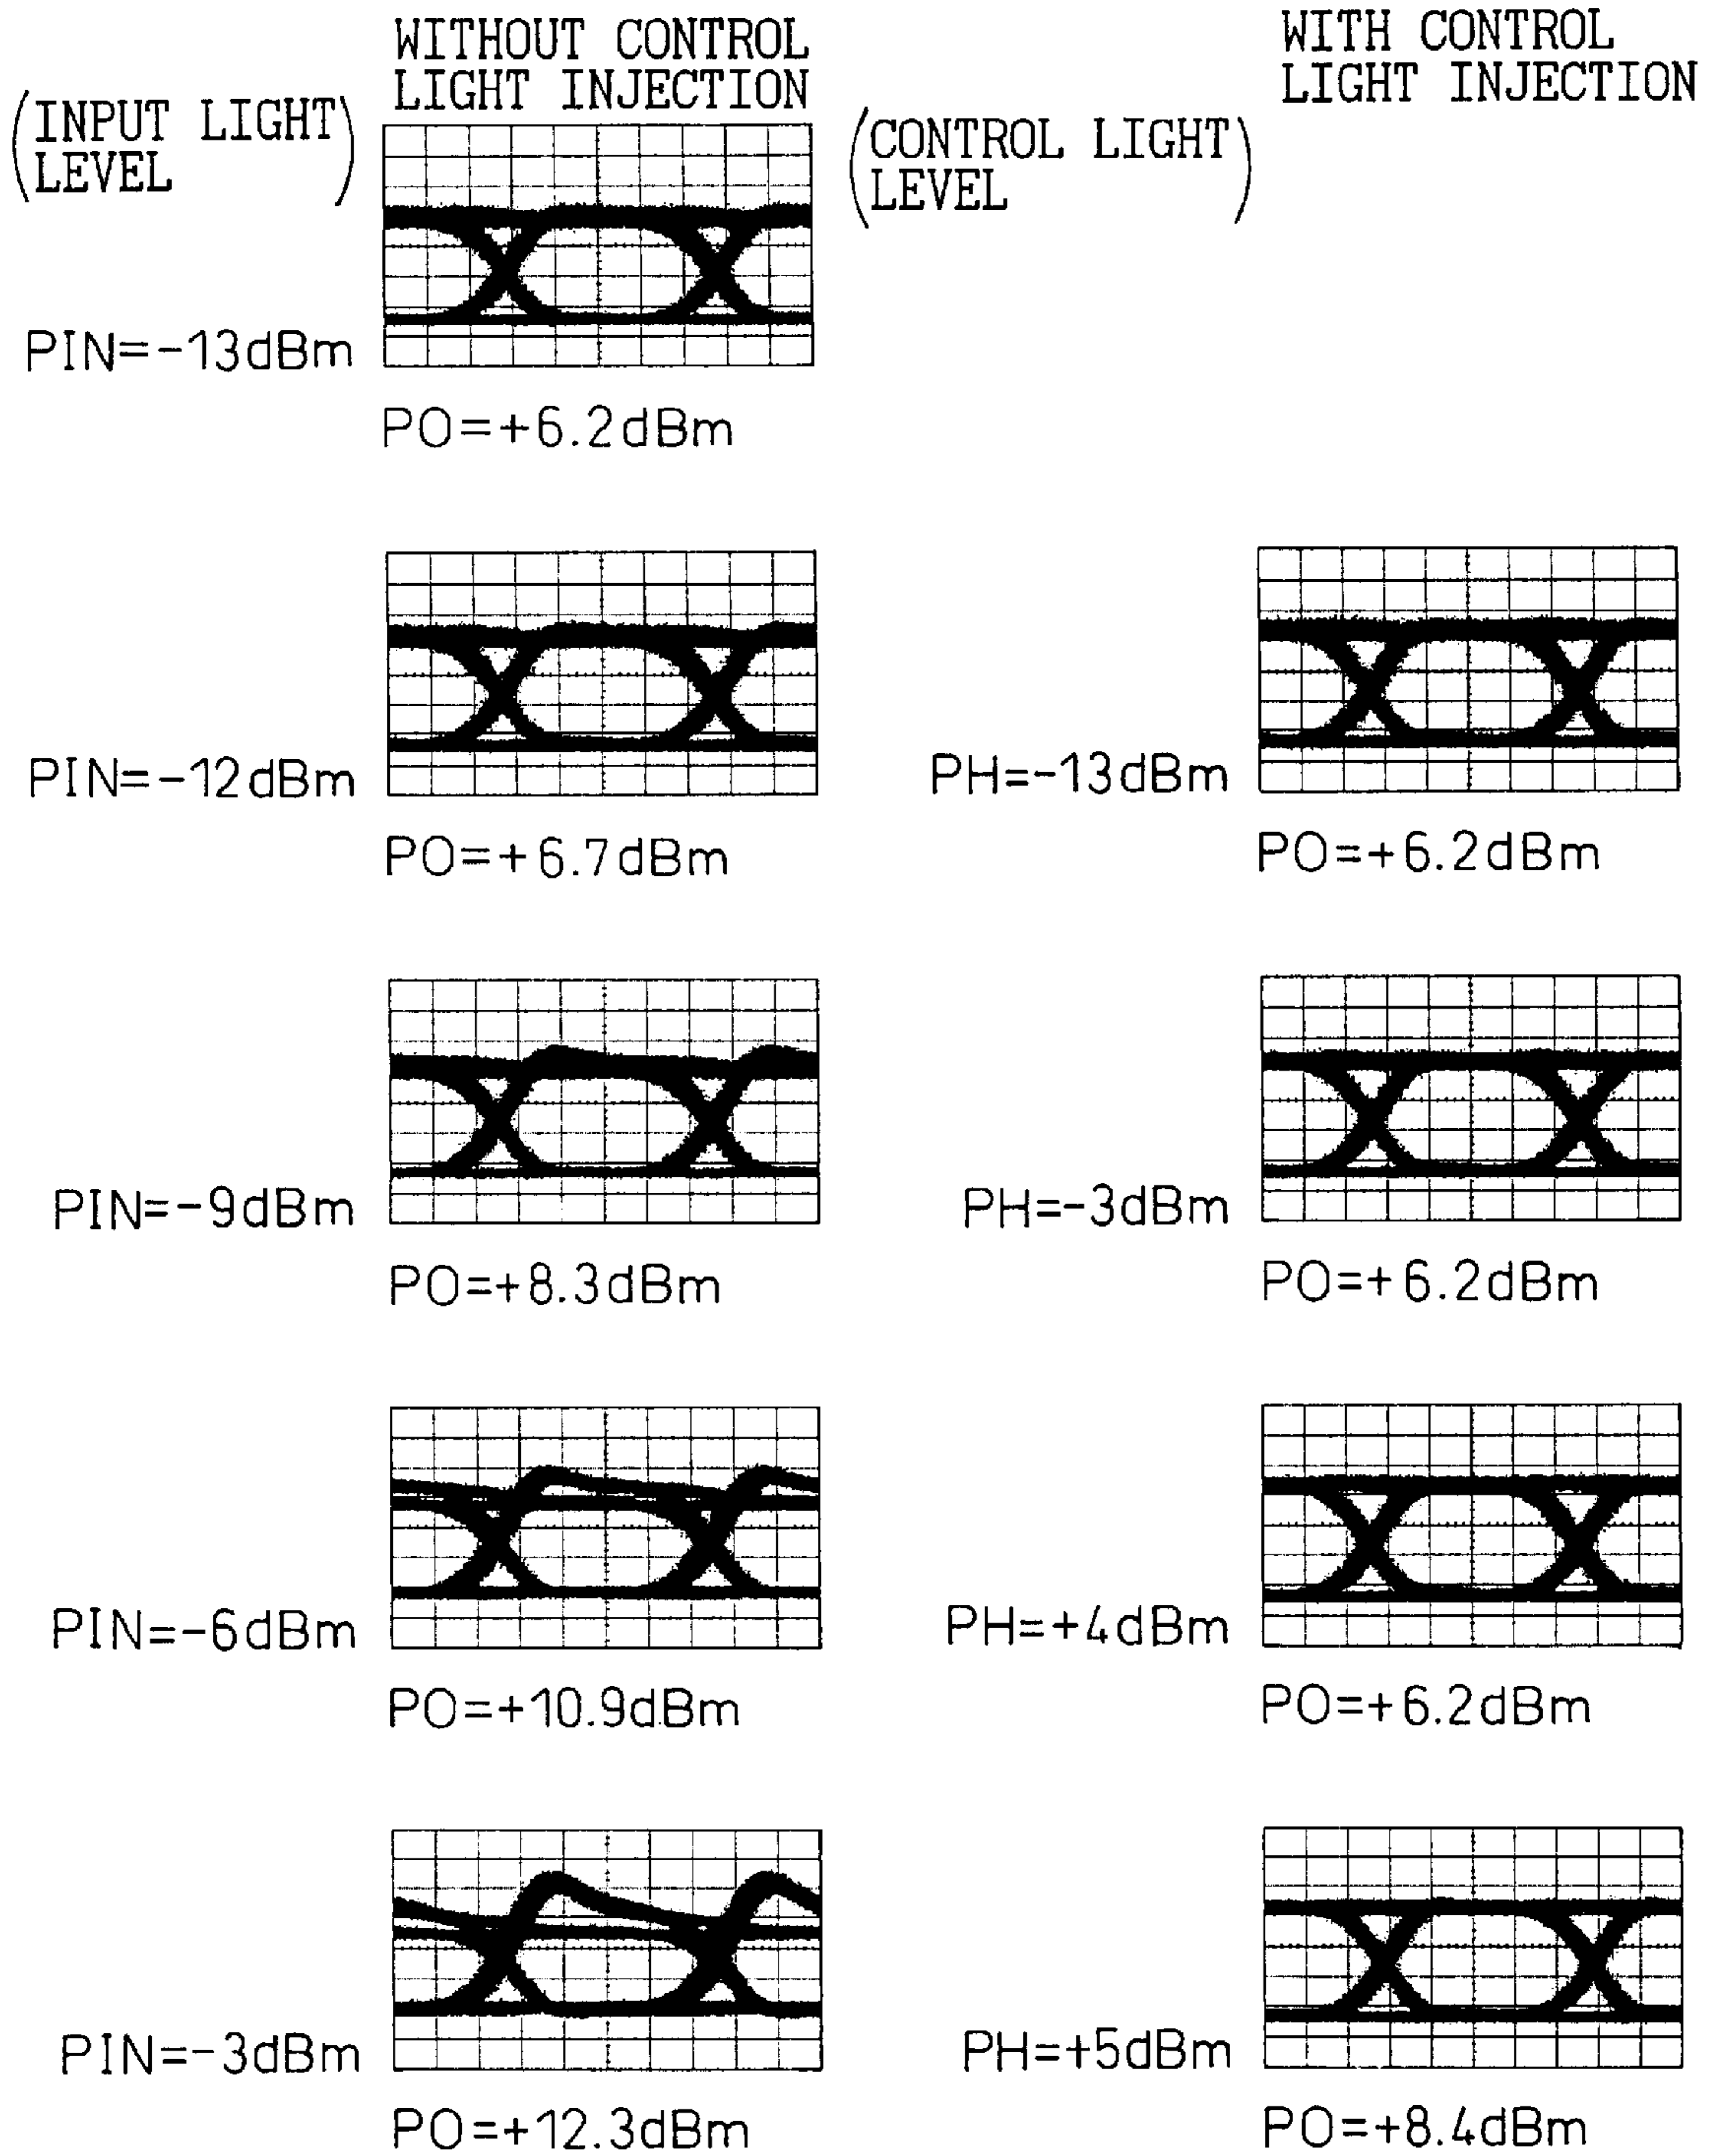 WITHOUT CONTROL
LIGHT INJECTION
WITH CONTROL
LIGHT INJECTION
(INPUT LIGHT
LEVEL)
(CONTROL LIGHT
LEVEL)
PIN=-13dBm
PO=+6.2dBm
PIN=-12dBm
PO=+6.7dBm
PH=-13dBm
PO=+6.2dBm
PIN=-9dBm
PO=+8.3dBm
PH=-3dBm
PO=+6.2dBm
PIN=-6dBm
PO=+10.9dBm
PH=+4dBm
PO=+6.2dBm
PIN=-3dBm
PO=+12.3dBm
PH=+5dBm
PO=+8.4dBm